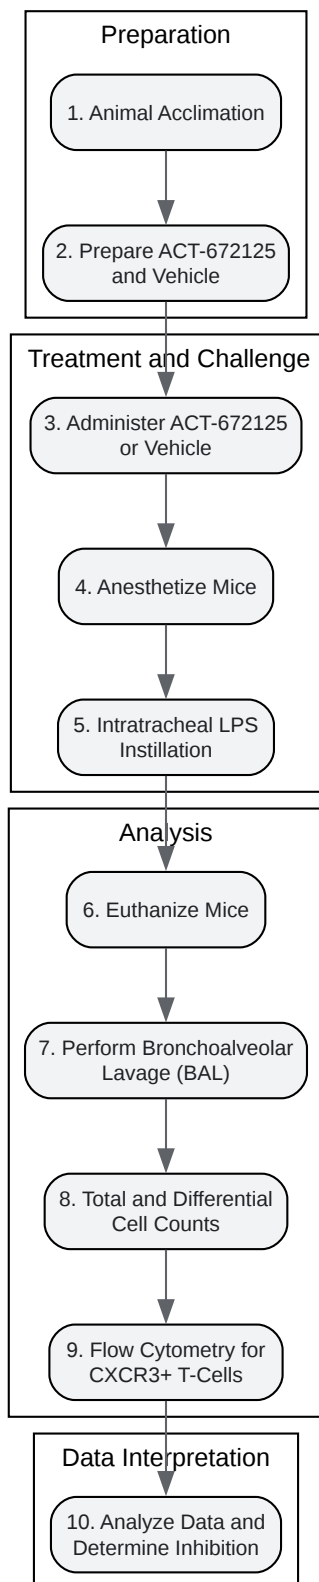 Preparation
1. Animal Acclimation
2. Prepare ACT-672125
and Vehicle
Treatment and Challenge
3. Administer ACT-672125
or Vehicle
4. Anesthetize Mice
5. Intratracheal LPS
Instillation
Analysis
6. Euthanize Mice
7. Perform Bronchoalveolar
Lavage (BAL)
8. Total and Differential
Cell Counts
9. Flow Cytometry for
CXCR3+ T-Cells
Data Interpretation
10. Analyze Data and
Determine Inhibition